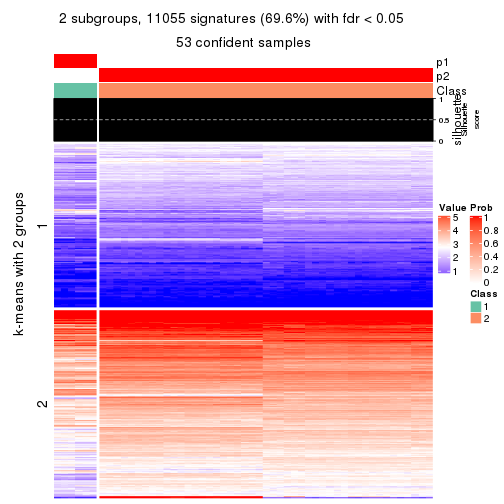 2 subgroups, 11055 signatures (69.6%) with fdr < 0.05
53 confident samples
p1
p2
Class
1
0.5
0
silhouette
Silhouette
score
k-means with 2 groups
1
2
Value
5
4
3
2
1
Prob
1
0.8
0.6
0.4
0.2
0
Class
1
2